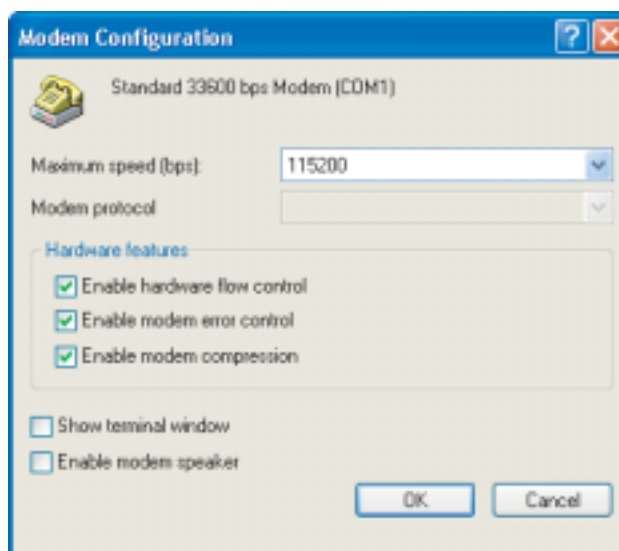 Modem Configuration
Standard 33600 bps Modem (COM1)
Maximum speed (bps): 115200
Modem protocol
Hardware features
Enable hardware flow control
Enable modem error control
Enable modem compression
Show terminal window
Enable modem speaker
OK Cancel